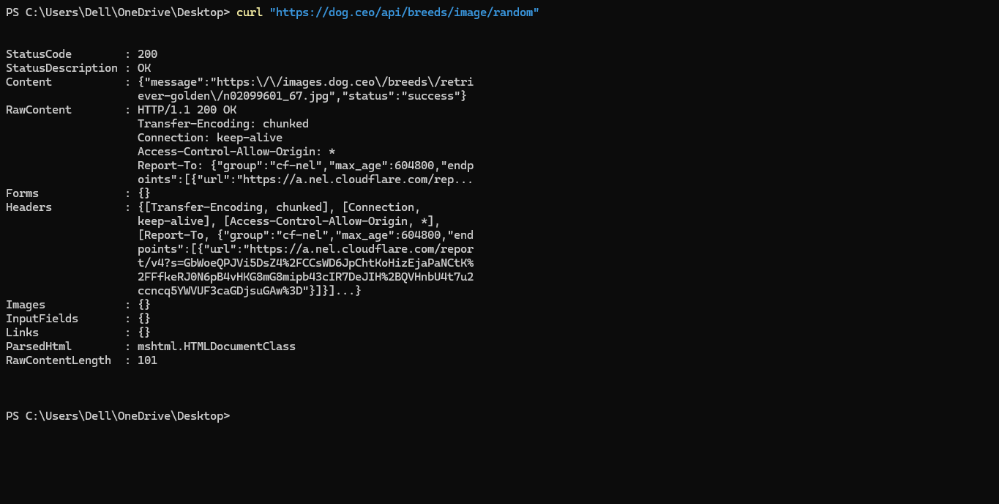 PS C:\Users\Dell\OneDrive\Desktop> curl "https://dog.ceo/api/breeds/image/random"
StatusCode        : 200
StatusDescription : OK
Content           : {"message":"https:\/\/images.dog.ceo\/breeds\/retri
                    ever-golden\/n02099601_67.jpg","status":"success"}
RawContent        : HTTP/1.1 200 OK
                    Transfer-Encoding: chunked
                    Connection: keep-alive
                    Access-Control-Allow-Origin: *
                    Report-To: {"group":"cf-nel","max_age":604800,"endp
                    oints":[{"url":"https://a.nel.cloudflare.com/rep...
Forms             : {}
Headers           : {[Transfer-Encoding, chunked], [Connection,
                    keep-alive], [Access-Control-Allow-Origin, *],
                    [Report-To, {"group":"cf-nel","max_age":604800,"end
                    points":[{"url":"https://a.nel.cloudflare.com/repor
                    t/v4?s=GbWoeQPJVi5DsZ4%2FCCsWD6JpChtKoHizEjaPaNCtK%
                    2FFfkeRJ0N6pB4vHKG8mG8mipb43cIR7DeJIH%2BQVHnbU4t7u2
                    ccncq5YWVUF3caGDjsuGAw%3D"}]}]...}
Images            : {}
InputFields       : {}
Links             : {}
ParsedHtml        : mshtml.HTMLDocumentClass
RawContentLength  : 101
PS C:\Users\Dell\OneDrive\Desktop>